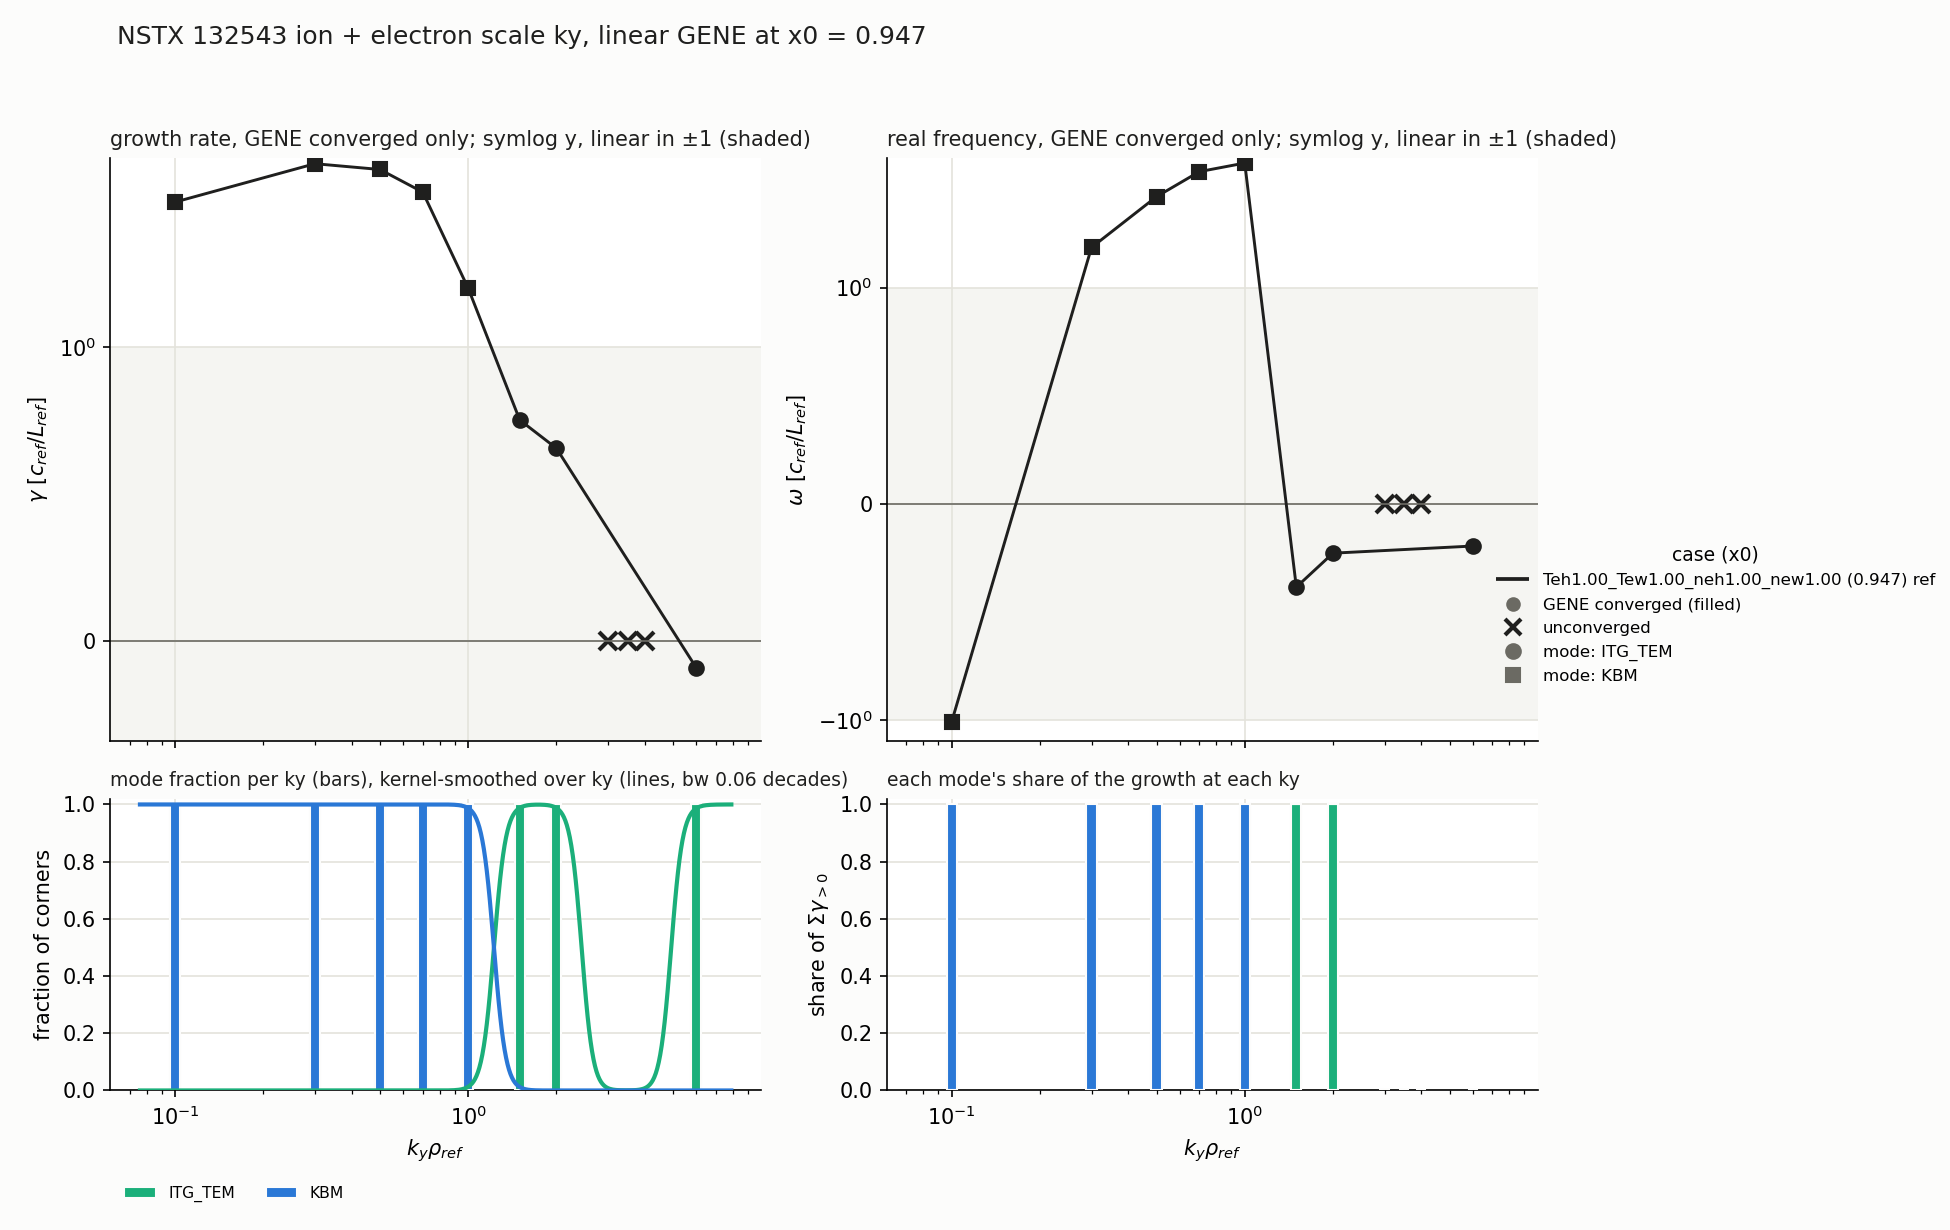 NSTX 132543 ion + electron scale ky, linear GENE at x0 = 0.947
growth rate, GENE converged only; symlog y, linear in ±1 (shaded)
γ [c_ref/L_ref]
10⁰
0
real frequency, GENE converged only; symlog y, linear in ±1 (shaded)
ω [c_ref/L_ref]
10⁰
0
−10⁰
case (x0)
Teh1.00_Tew1.00_neh1.00_new1.00 (0.947) ref
GENE converged (filled)
unconverged
mode: ITG_TEM
mode: KBM
mode fraction per ky (bars), kernel-smoothed over ky (lines, bw 0.06 decades)
fraction of corners
1.0
0.8
0.6
0.4
0.2
0.0
10⁻¹
10⁰
k_yρ_ref
each mode's share of the growth at each ky
share of Σγ_{>0}
1.0
0.8
0.6
0.4
0.2
0.0
10⁻¹
10⁰
k_yρ_ref
ITG_TEM
KBM